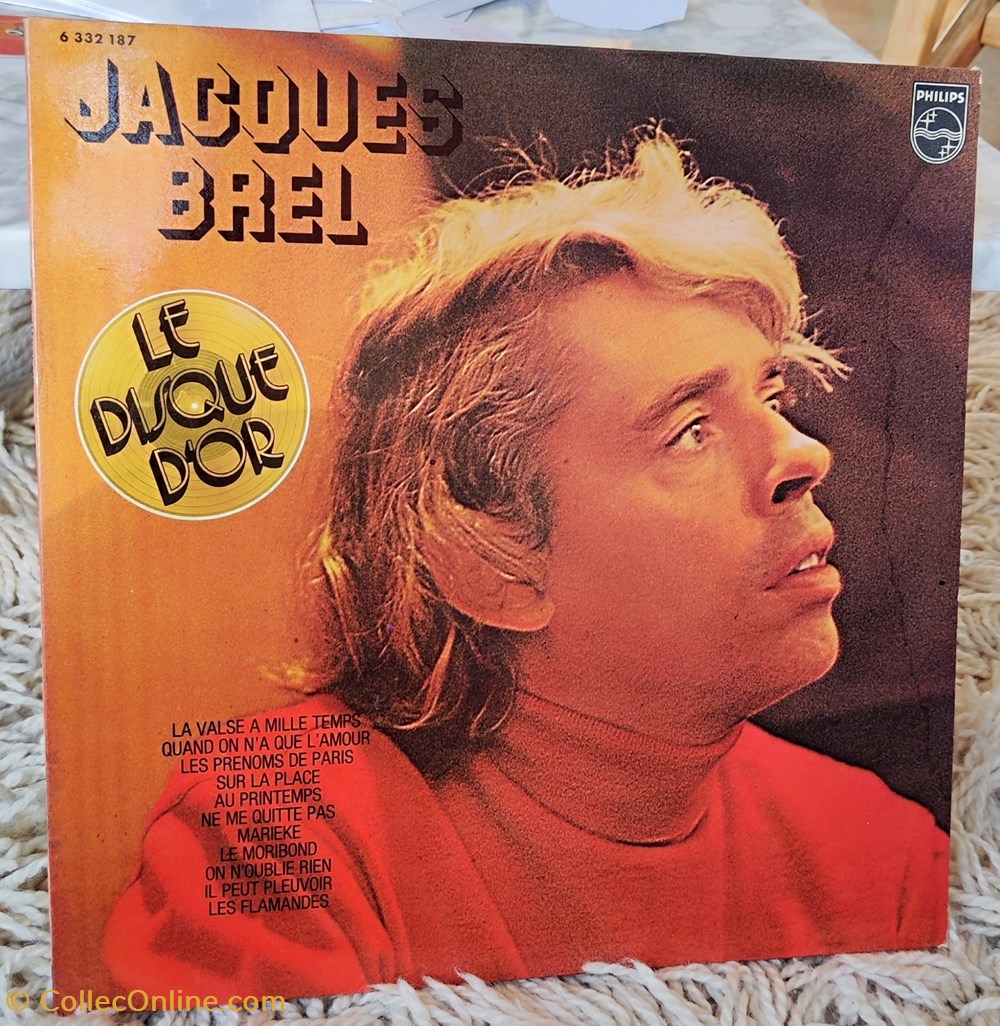 6 332 187
JACQUES
BREL
PHILIPS
LE
DISQUE
D'OR
LA VALSE A MILLE TEMPS
QUAND ON N'A QUE L'AMOUR
LES PRENOMS DE PARIS
SUR LA PLACE
AU PRINTEMPS
NE ME QUITTE PAS
MARIEKE
LE MORIBOND
ON N'OUBLIE RIEN
IL PEUT PLEUVOIR
LES FLAMANDES
© CollecOnline.com